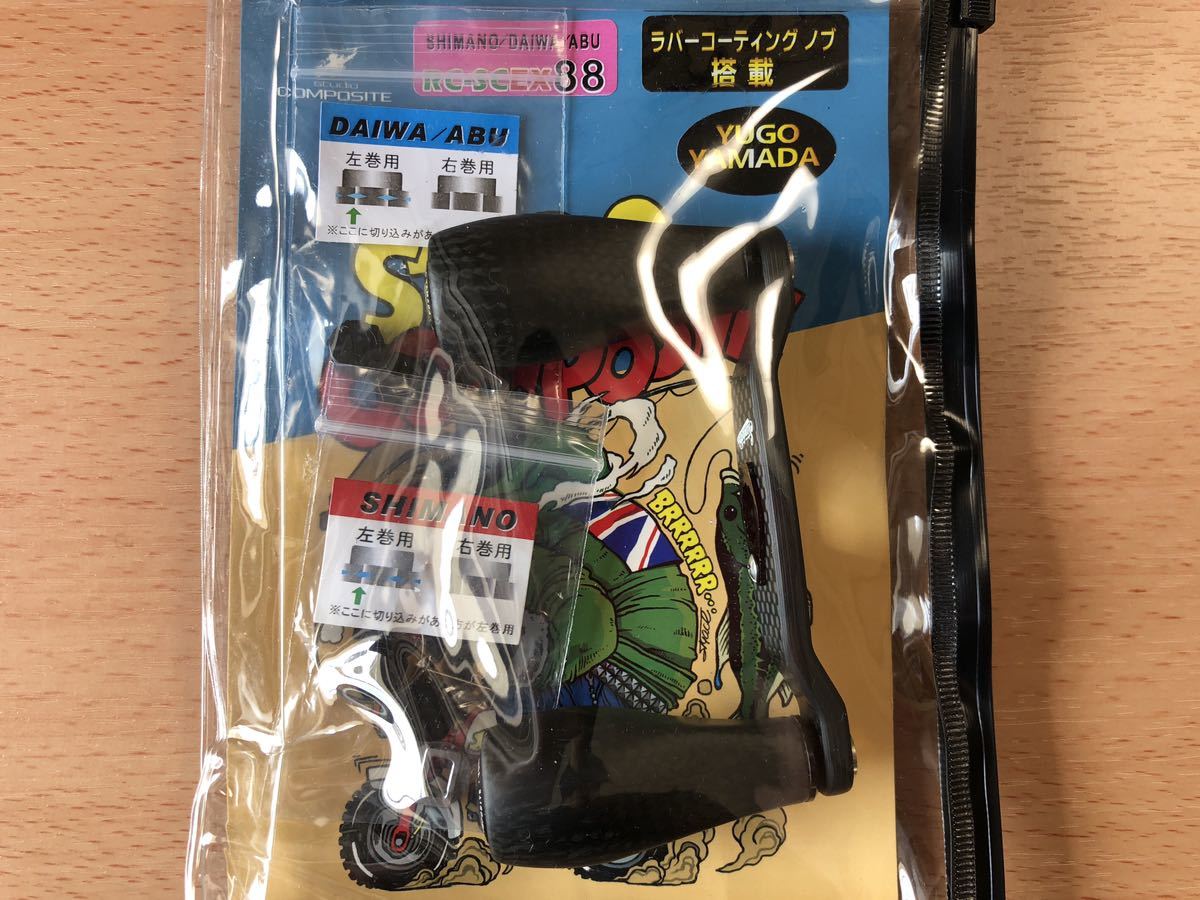 SHIMANO/DAIWA/ABU
RC-SCEX88
ラバーコーティング ノブ
搭載
studio
COMPOSITE
YUGO
YAMADA
DAIWA/ABU
左巻用 右巻用
※ここに切り込みがあ
SHIMANO
左巻用 右巻用
※ここに切り込みがあ 方が左巻用
BRRRRRRR